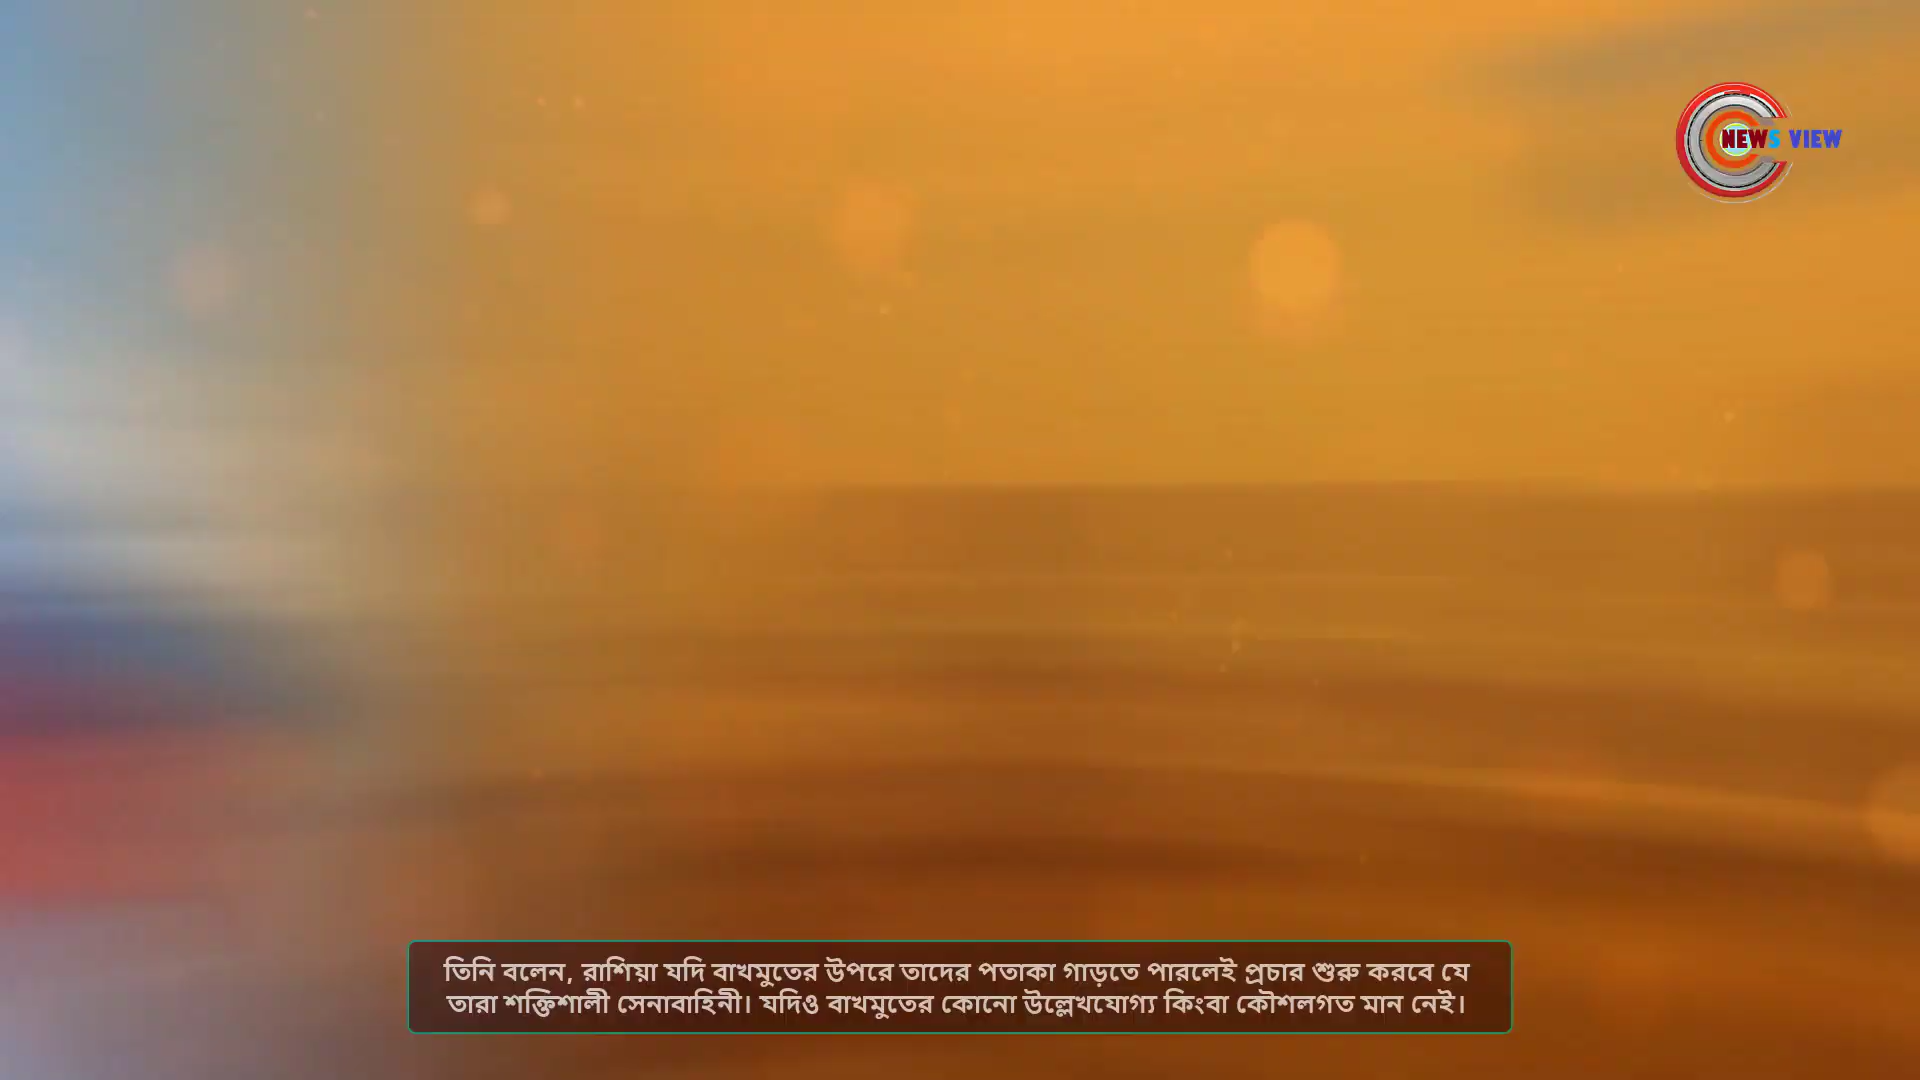 NEWS VIEW
তিনি বলেন, রাশিয়া যদি বাখমুতের উপরে তাদের পতাকা গাড়তে পারলেই প্রচার শুরু করবে যে
তারা শক্তিশালী সেনাবাহিনী। যদিও বাখমুতের কোনো উল্লেখযোগ্য কিংবা কৌশলগত মান নেই।